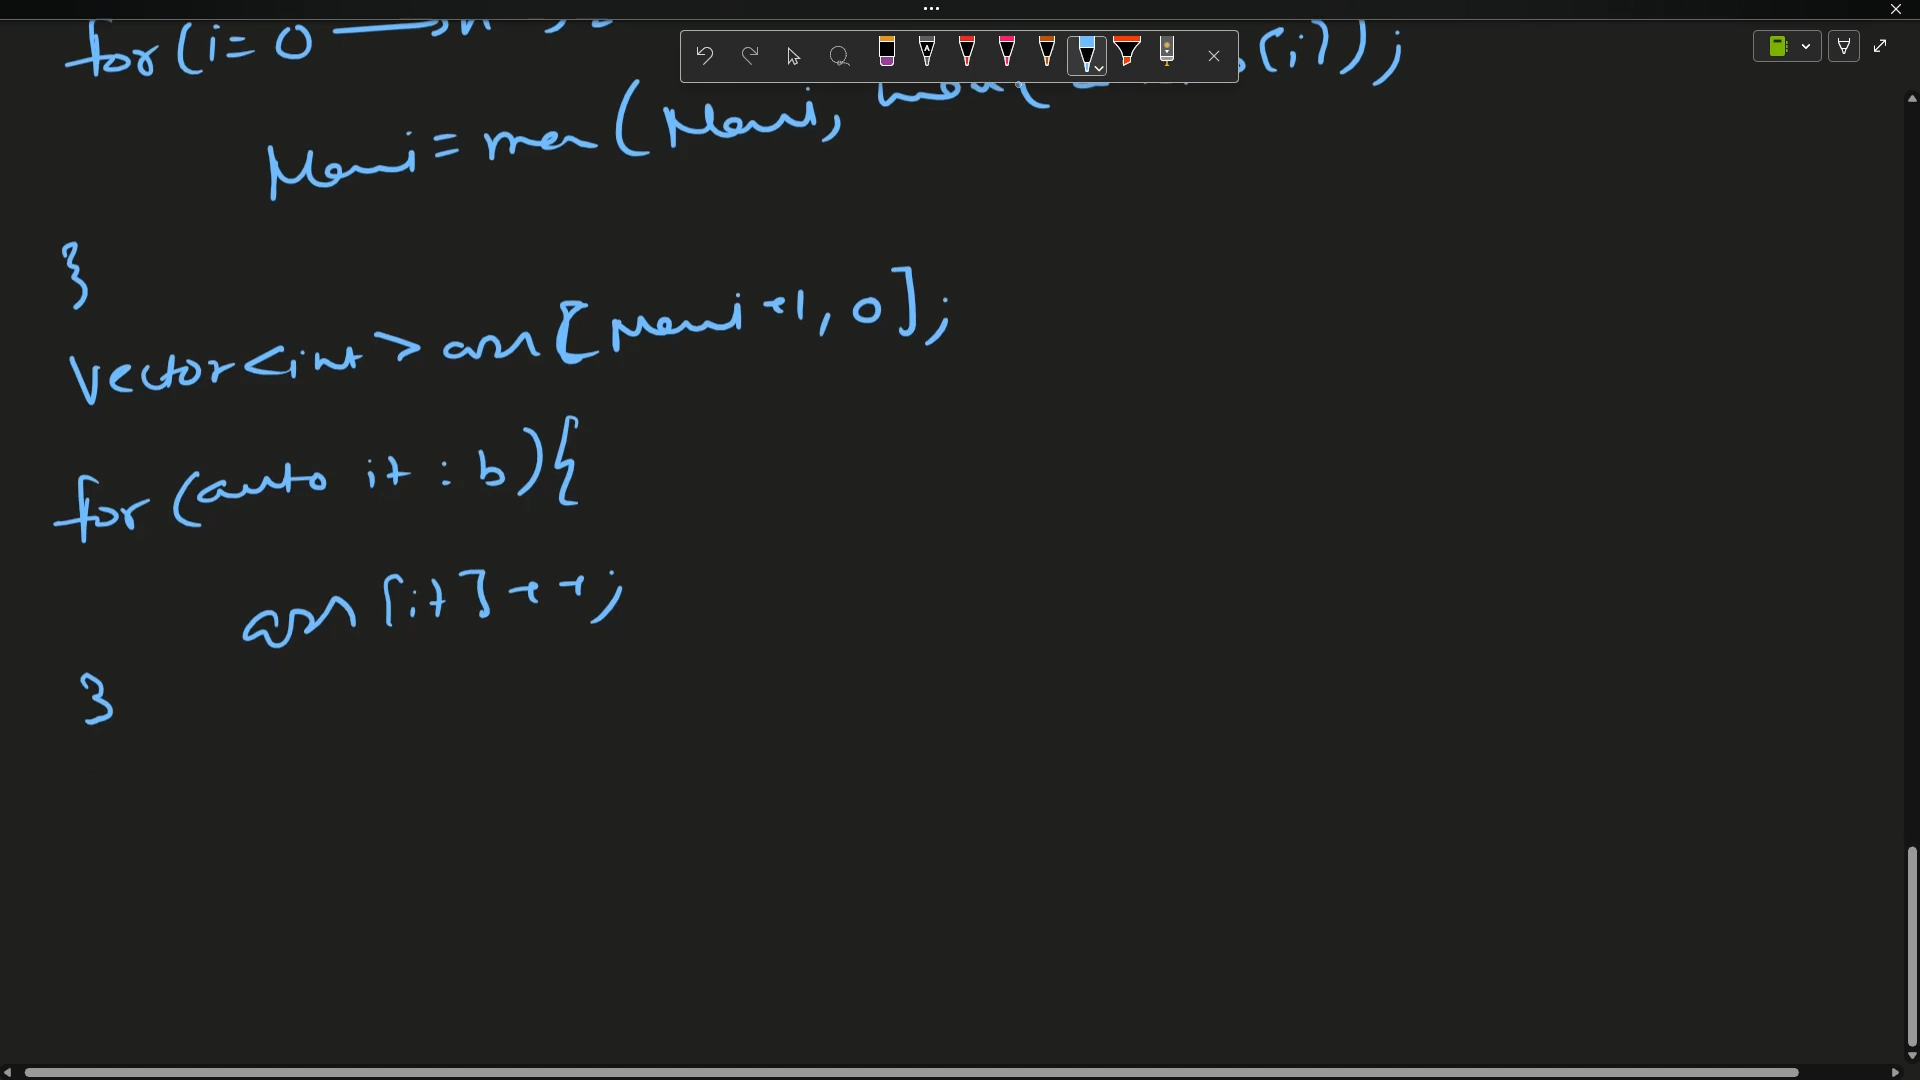 for (i = 0 → n
Maxi = max (Maxi, [i]);
}
Vector<int> arr [Maxi+1, 0];
for (auto it : b){
arr [it]++;
}